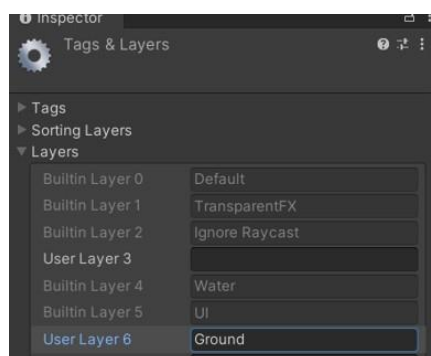 Inspector
Tags & Layers
Tags
Sorting Layers
Layers
Builtin Layer 0 Default
Builtin Layer 1 TransparentFX
Builtin Layer 2 Ignore Raycast
User Layer 3
Builtin Layer 4 Water
Builtin Layer 5 UI
User Layer 6 Ground